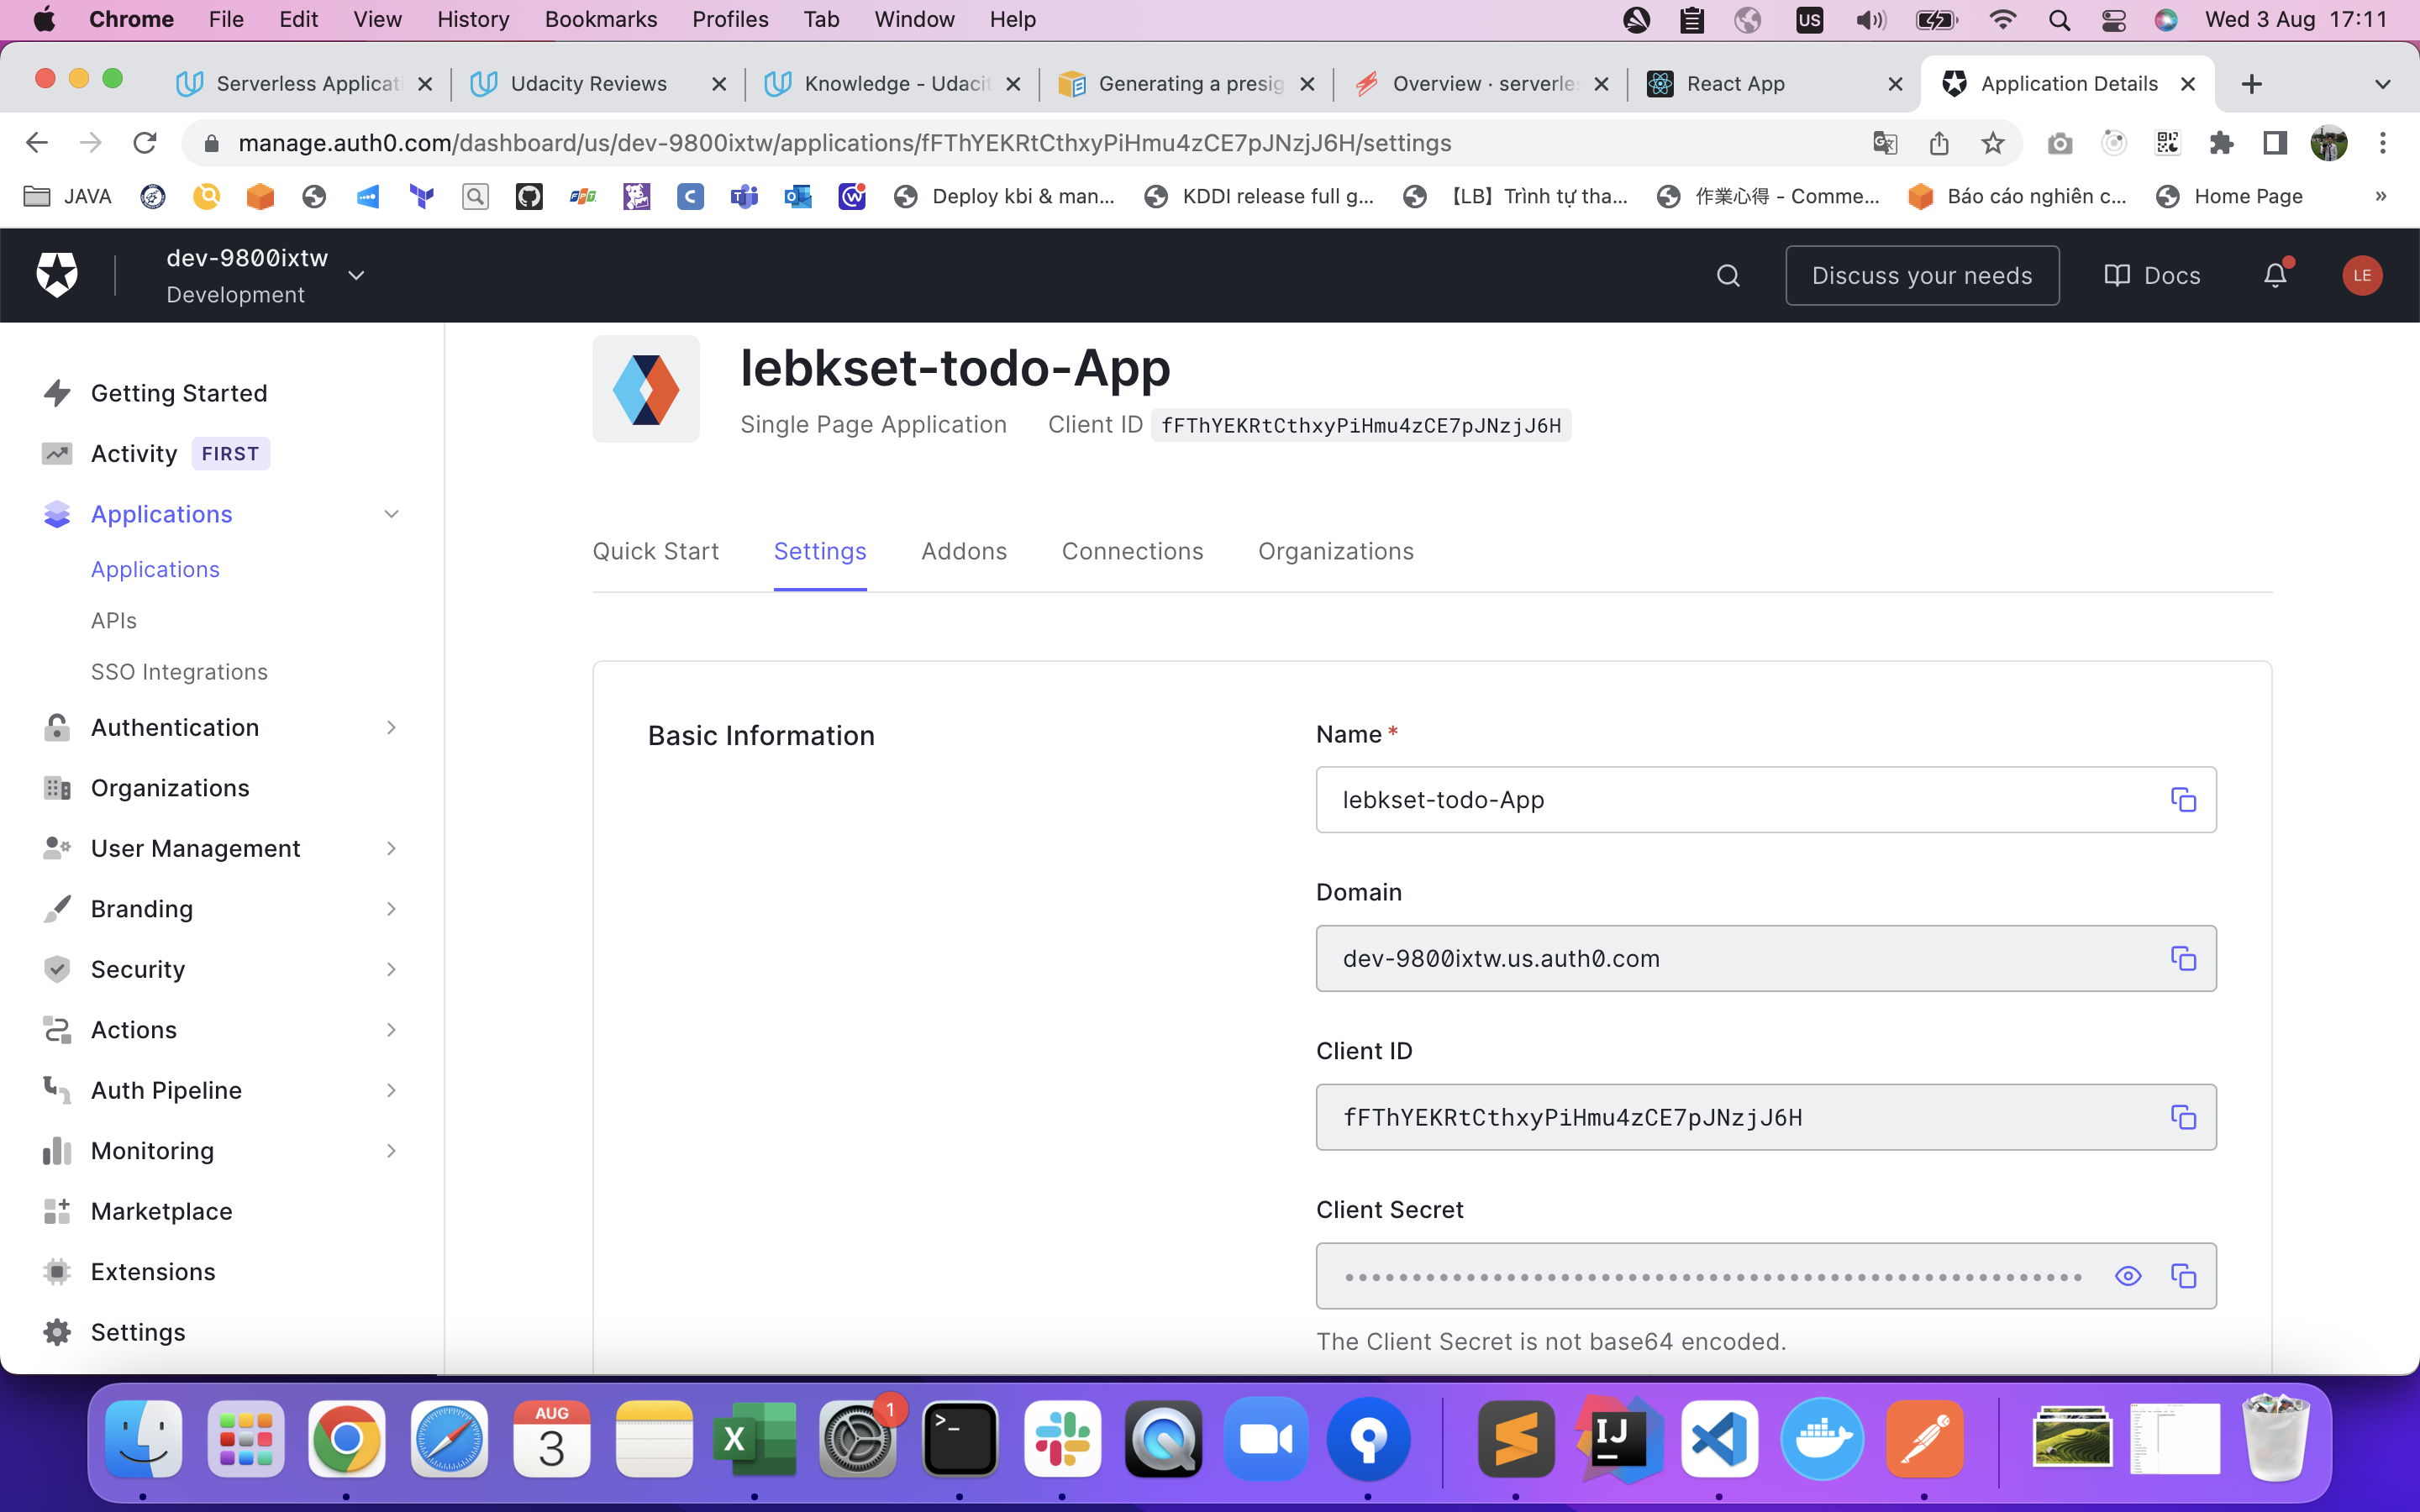 Chrome File Edit View History Bookmarks Profiles Tab Window Help US Wed 3 Aug 17:11
Serverless Applicati Udacity Reviews Knowledge - Udacit Generating a presig Overview · serverles React App Application Details
manage.auth0.com/dashboard/us/dev-9800ixtw/applications/fFThYEKRtCthxyPiHmu4zCE7pJNzjJ6H/settings
JAVA Deploy kbi & man... KDDI release full g... 【LB】Trình tự tha... 作業心得 - Comme... Báo cáo nghiên c... Home Page »
dev-9800ixtw
Development
Discuss your needs
Docs
LE
lebkset-todo-App
Single Page Application Client ID fFThYEKRtCthxyPiHmu4zCE7pJNzjJ6H
Getting Started
Activity FIRST
Applications
Applications
APIs
SSO Integrations
Authentication
Organizations
User Management
Branding
Security
Actions
Auth Pipeline
Monitoring
Marketplace
Extensions
Settings
Quick Start Settings Addons Connections Organizations
Basic Information
Name *
lebkset-todo-App
Domain
dev-9800ixtw.us.auth0.com
Client ID
fFThYEKRtCthxyPiHmu4zCE7pJNzjJ6H
Client Secret
The Client Secret is not base64 encoded.
AUG
3
X
1
>_
IJ